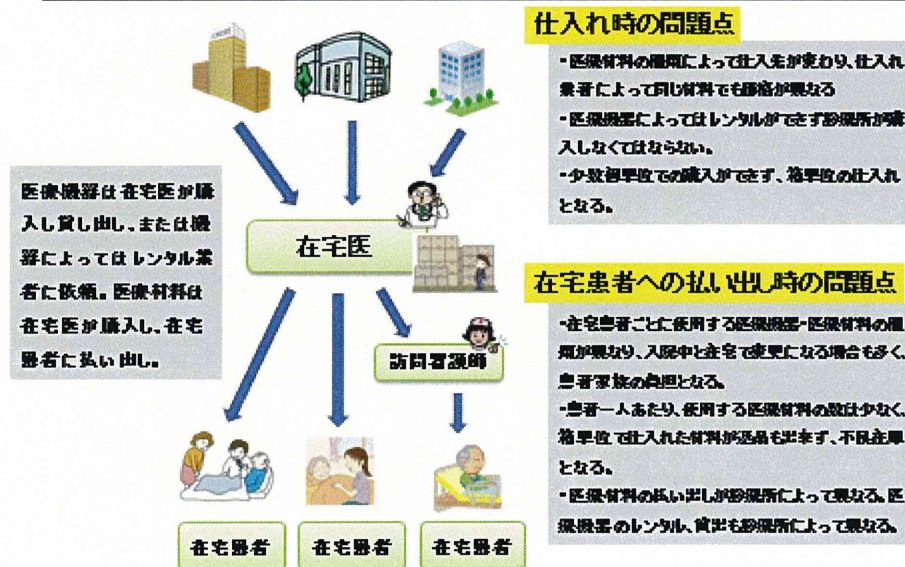 仕入れ時の問題点
・医療材料の種類によって仕入先が変わり、仕入れ
業者によって同じ材料でも価格が異なる
・医療機器によってはレンタルができず診療所が購
入しなくてはならない。
・少数個単位での購入ができず、箱単位の仕入れ
となる。
医療機器は在宅医が購
入し貸し出し、または機
器によってはレンタル業
者に依頼。医療材料は
在宅医が購入し、在宅
患者に払い出し。
在宅医
訪問看護師
在宅患者への払い出し時の問題点
・在宅患者ごとに使用する医療機器・医療材料の種
類が異なり、入院中と在宅で変更になる場合も多く、
患者家族の負担となる。
・患者一人あたり、使用する医療材料の数は少なく、
箱単位で仕入れた材料が返品も出来ず、不良在庫
となる。
・医療材料の払い出しが診療所によって異なる。医
療機器のレンタル、貸出も診療所によって異なる。
在宅患者
在宅患者
在宅患者